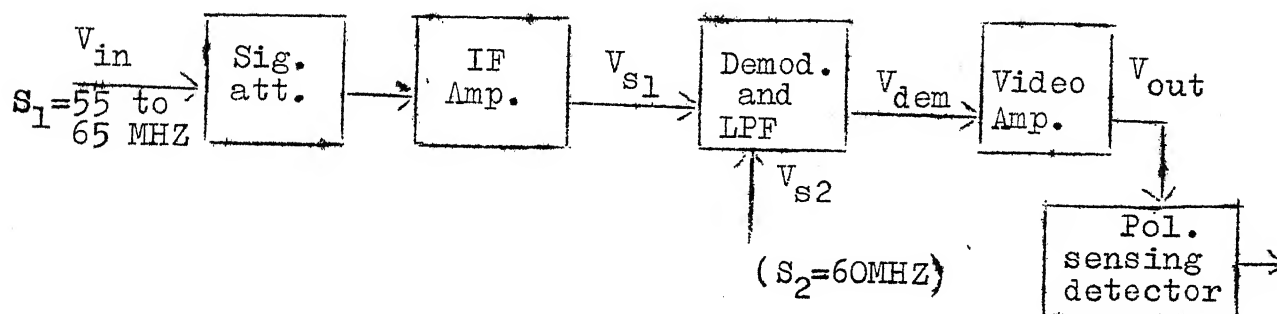 V_in
S_1=55 to
65 MHZ
Sig.
att.
IF
Amp.
V_s1
Demod.
and
LPF
V_s2
(S_2=60MHZ)
V_dem
Video
Amp.
V_out
Pol.
sensing
detector